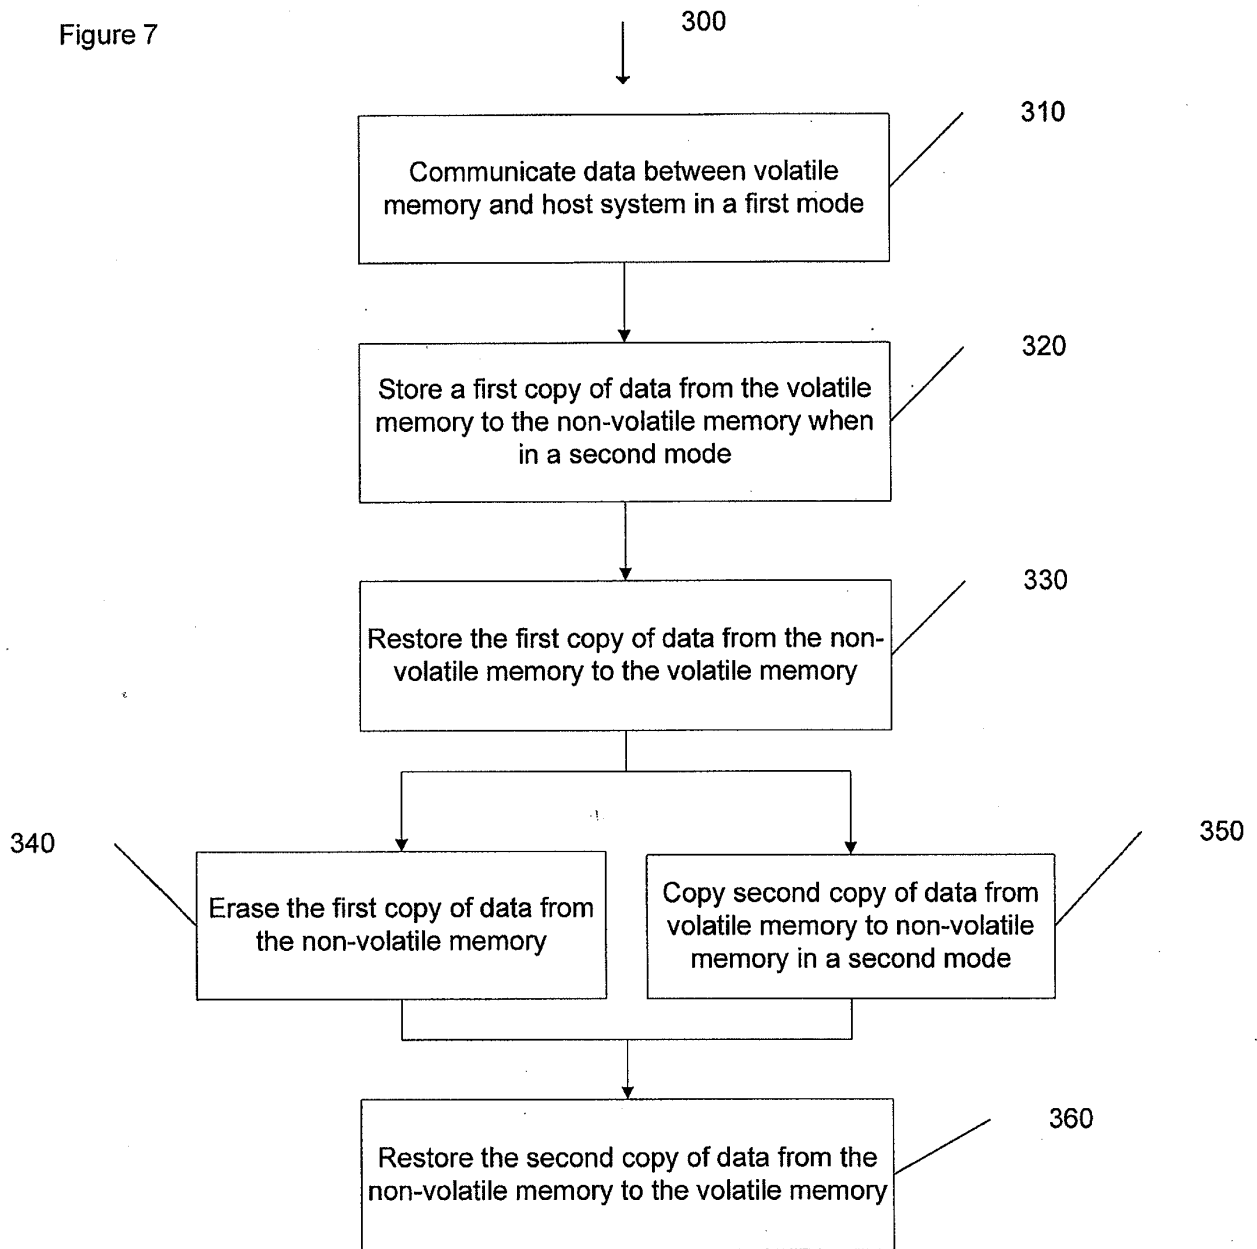 Figure 7
300
310
Communicate data between volatile
memory and host system in a first mode
320
Store a first copy of data from the volatile
memory to the non-volatile memory when
in a second mode
330
Restore the first copy of data from the non-
volatile memory to the volatile memory
340
Erase the first copy of data from
the non-volatile memory
350
Copy second copy of data from
volatile memory to non-volatile
memory in a second mode
360
Restore the second copy of data from the
non-volatile memory to the volatile memory